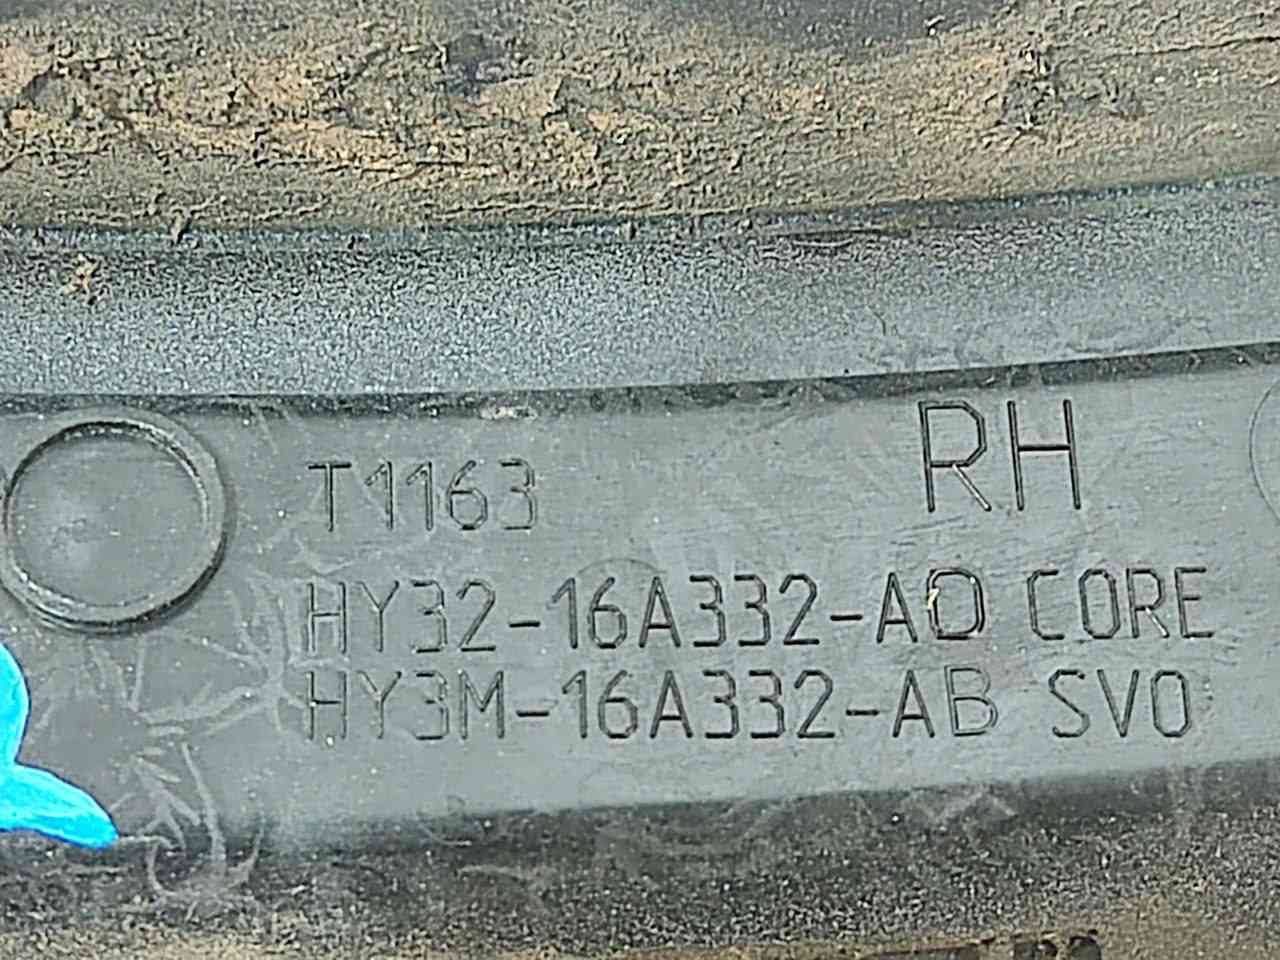 T1163
RH
HY32-16A332-AD CORE
HY3M-16A332-AB SVO